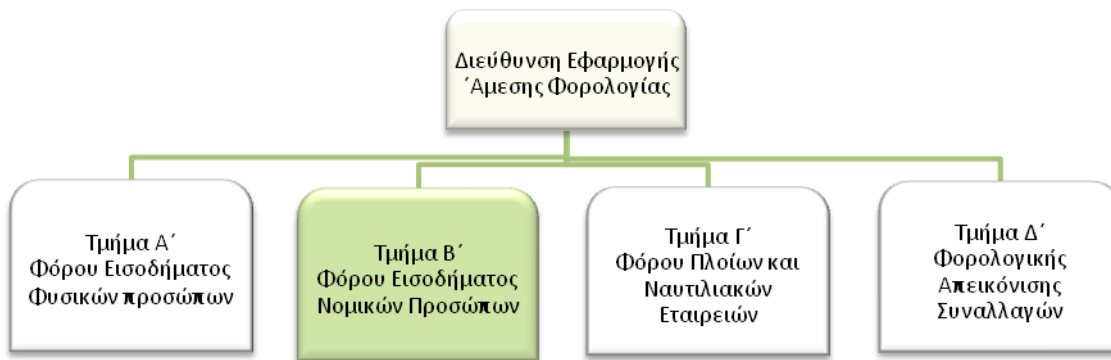 Διεύθυνση Εφαρμογής
΄Αμεσης Φορολογίας
Τμήμα Α΄
Φόρου Εισοδήματος
Φυσικών προσώπων
Τμήμα Β΄
Φόρου Εισοδήματος
Νομικών Προσώπων
Τμήμα Γ΄
Φόρου Πλοίων και
Ναυτιλιακών
Εταιρειών
Τμήμα Δ΄
Φορολογικής
Απεικόνισης
Συναλλαγών